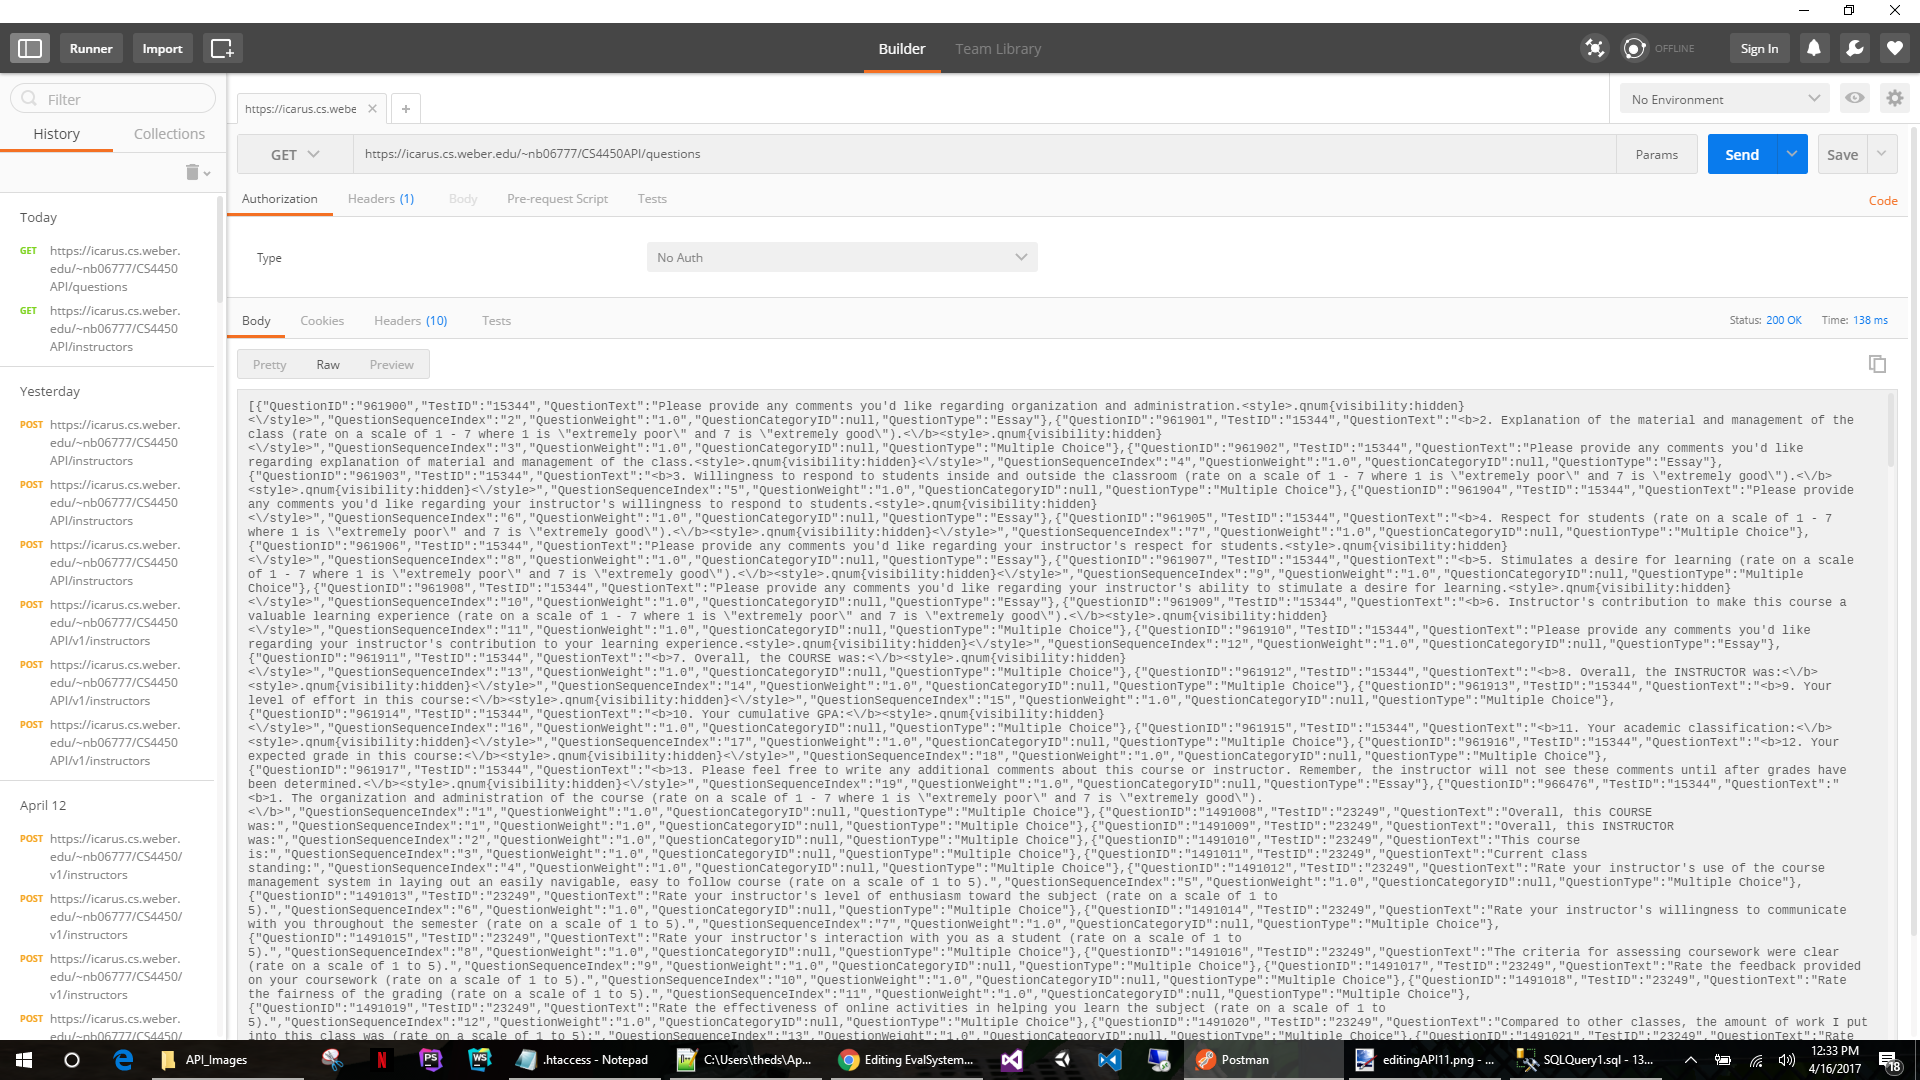 Runner
Import
Builder
Team Library
OFFLINE
Sign In
Filter
History
Collections
https://icarus.cs.webe
No Environment
GET
https://icarus.cs.weber.edu/~nb06777/CS4450API/questions
Params
Send
Save
Authorization
Headers (1)
Body
Pre-request Script
Tests
Code
Type
No Auth
Body
Cookies
Headers (10)
Tests
Status: 200 OK
Time: 138 ms
Pretty
Raw
Preview
Today
GET https://icarus.cs.weber.
edu/~nb06777/CS4450
API/questions
GET https://icarus.cs.weber.
edu/~nb06777/CS4450
API/instructors
Yesterday
POST https://icarus.cs.weber.
edu/~nb06777/CS4450
API/instructors
POST https://icarus.cs.weber.
edu/~nb06777/CS4450
API/instructors
POST https://icarus.cs.weber.
edu/~nb06777/CS4450
API/instructors
POST https://icarus.cs.weber.
edu/~nb06777/CS4450
API/v1/instructors
POST https://icarus.cs.weber.
edu/~nb06777/CS4450
API/v1/instructors
POST https://icarus.cs.weber.
edu/~nb06777/CS4450
API/v1/instructors
April 12
POST https://icarus.cs.weber.
edu/~nb06777/CS4450/
v1/instructors
POST https://icarus.cs.weber.
edu/~nb06777/CS4450/
v1/instructors
POST https://icarus.cs.weber.
edu/~nb06777/CS4450/
v1/instructors
POST https://icarus.cs.weber.
edu/~nb06777/CS4450/
[{"QuestionID":"961900","TestID":"15344","QuestionText":"Please provide any comments you'd like regarding organization and administration.<style>.qnum{visibility:hidden}
<\/style>","QuestionSequenceIndex":"2","QuestionWeight":"1.0","QuestionCategoryID":null,"QuestionType":"Essay"},{"QuestionID":"961901","TestID":"15344","QuestionText":"<b>2. Explanation of the material and management of the
class (rate on a scale of 1 - 7 where 1 is \"extremely poor\" and 7 is \"extremely good\").<\/b><style>.qnum{visibility:hidden}
<\/style>","QuestionSequenceIndex":"3","QuestionWeight":"1.0","QuestionCategoryID":null,"QuestionType":"Multiple Choice"},{"QuestionID":"961902","TestID":"15344","QuestionText":"Please provide any comments you'd like
regarding explanation of material and management of the class.<style>.qnum{visibility:hidden}<\/style>","QuestionSequenceIndex":"4","QuestionWeight":"1.0","QuestionCategoryID":null,"QuestionType":"Essay"},
{"QuestionID":"961903","TestID":"15344","QuestionText":"<b>3. Willingness to respond to students inside and outside the classroom (rate on a scale of 1 - 7 where 1 is \"extremely poor\" and 7 is \"extremely good\").<\/b>
<style>.qnum{visibility:hidden}<\/style>","QuestionSequenceIndex":"5","QuestionWeight":"1.0","QuestionCategoryID":null,"QuestionType":"Multiple Choice"},{"QuestionID":"961904","TestID":"15344","QuestionText":"Please provide
any comments you'd like regarding your instructor's willingness to respond to students.<style>.qnum{visibility:hidden}
<\/style>","QuestionSequenceIndex":"6","QuestionWeight":"1.0","QuestionCategoryID":null,"QuestionType":"Essay"},{"QuestionID":"961905","TestID":"15344","QuestionText":"<b>4. Respect for students (rate on a scale of 1 - 7
where 1 is \"extremely poor\" and 7 is \"extremely good\").<\/b><style>.qnum{visibility:hidden}<\/style>","QuestionSequenceIndex":"7","QuestionWeight":"1.0","QuestionCategoryID":null,"QuestionType":"Multiple Choice"},
{"QuestionID":"961906","TestID":"15344","QuestionText":"Please provide any comments you'd like regarding your instructor's respect for students.<style>.qnum{visibility:hidden}
<\/style>","QuestionSequenceIndex":"8","QuestionWeight":"1.0","QuestionCategoryID":null,"QuestionType":"Essay"},{"QuestionID":"961907","TestID":"15344","QuestionText":"<b>5. Stimulates a desire for learning (rate on a scale
of 1 - 7 where 1 is \"extremely poor\" and 7 is \"extremely good\").<\/b><style>.qnum{visibility:hidden}<\/style>","QuestionSequenceIndex":"9","QuestionWeight":"1.0","QuestionCategoryID":null,"QuestionType":"Multiple
Choice"},{"QuestionID":"961908","TestID":"15344","QuestionText":"Please provide any comments you'd like regarding your instructor's ability to stimulate a desire for learning.<style>.qnum{visibility:hidden}
<\/style>","QuestionSequenceIndex":"10","QuestionWeight":"1.0","QuestionCategoryID":null,"QuestionType":"Essay"},{"QuestionID":"961909","TestID":"15344","QuestionText":"<b>6. Instructor's contribution to make this course a
valuable learning experience (rate on a scale of 1 - 7 where 1 is \"extremely poor\" and 7 is \"extremely good\").<\/b><style>.qnum{visibility:hidden}
<\/style>","QuestionSequenceIndex":"11","QuestionWeight":"1.0","QuestionCategoryID":null,"QuestionType":"Multiple Choice"},{"QuestionID":"961910","TestID":"15344","QuestionText":"Please provide any comments you'd like
regarding your instructor's contribution to your learning experience.<style>.qnum{visibility:hidden}<\/style>","QuestionSequenceIndex":"12","QuestionWeight":"1.0","QuestionCategoryID":null,"QuestionType":"Essay"},
{"QuestionID":"961911","TestID":"15344","QuestionText":"<b>7. Overall, the COURSE was:<\/b><style>.qnum{visibility:hidden}
<\/style>","QuestionSequenceIndex":"13","QuestionWeight":"1.0","QuestionCategoryID":null,"QuestionType":"Multiple Choice"},{"QuestionID":"961912","TestID":"15344","QuestionText":"<b>8. Overall, the INSTRUCTOR was:<\/b>
<style>.qnum{visibility:hidden}<\/style>","QuestionSequenceIndex":"14","QuestionWeight":"1.0","QuestionCategoryID":null,"QuestionType":"Multiple Choice"},{"QuestionID":"961913","TestID":"15344","QuestionText":"<b>9. Your
level of effort in this course:<\/b><style>.qnum{visibility:hidden}<\/style>","QuestionSequenceIndex":"15","QuestionWeight":"1.0","QuestionCategoryID":null,"QuestionType":"Multiple Choice"},
{"QuestionID":"961914","TestID":"15344","QuestionText":"<b>10. Your cumulative GPA:<\/b><style>.qnum{visibility:hidden}
<\/style>","QuestionSequenceIndex":"16","QuestionWeight":"1.0","QuestionCategoryID":null,"QuestionType":"Multiple Choice"},{"QuestionID":"961915","TestID":"15344","QuestionText":"<b>11. Your academic classification:<\/b>
<style>.qnum{visibility:hidden}<\/style>","QuestionSequenceIndex":"17","QuestionWeight":"1.0","QuestionCategoryID":null,"QuestionType":"Multiple Choice"},{"QuestionID":"961916","TestID":"15344","QuestionText":"<b>12. Your
expected grade in this course:<\/b><style>.qnum{visibility:hidden}<\/style>","QuestionSequenceIndex":"18","QuestionWeight":"1.0","QuestionCategoryID":null,"QuestionType":"Multiple Choice"},
{"QuestionID":"961917","TestID":"15344","QuestionText":"<b>13. Please feel free to write any additional comments about this course or instructor. Remember, the instructor will not see these comments until after grades have
been determined.<\/b><style>.qnum{visibility:hidden}<\/style>","QuestionSequenceIndex":"19","QuestionWeight":"1.0","QuestionCategoryID":null,"QuestionType":"Essay"},{"QuestionID":"966476","TestID":"15344","QuestionText":"
<b>1. The organization and administration of the course (rate on a scale of 1 - 7 where 1 is \"extremely poor\" and 7 is \"extremely good\").
<\/b>","QuestionSequenceIndex":"1","QuestionWeight":"1.0","QuestionCategoryID":null,"QuestionType":"Multiple Choice"},{"QuestionID":"1491008","TestID":"23249","QuestionText":"Overall, this COURSE
was:","QuestionSequenceIndex":"1","QuestionWeight":"1.0","QuestionCategoryID":null,"QuestionType":"Multiple Choice"},{"QuestionID":"1491009","TestID":"23249","QuestionText":"Overall, this INSTRUCTOR
was:","QuestionSequenceIndex":"2","QuestionWeight":"1.0","QuestionCategoryID":null,"QuestionType":"Multiple Choice"},{"QuestionID":"1491010","TestID":"23249","QuestionText":"This course
is:","QuestionSequenceIndex":"3","QuestionWeight":"1.0","QuestionCategoryID":null,"QuestionType":"Multiple Choice"},{"QuestionID":"1491011","TestID":"23249","QuestionText":"Current class
standing:","QuestionSequenceIndex":"4","QuestionWeight":"1.0","QuestionCategoryID":null,"QuestionType":"Multiple Choice"},{"QuestionID":"1491012","TestID":"23249","QuestionText":"Rate your instructor's use of the course
management system in laying out an easily navigable, easy to follow course (rate on a scale of 1 to 5).","QuestionSequenceIndex":"5","QuestionWeight":"1.0","QuestionCategoryID":null,"QuestionType":"Multiple Choice"},
{"QuestionID":"1491013","TestID":"23249","QuestionText":"Rate your instructor's level of enthusiasm toward the subject (rate on a scale of 1 to
5).","QuestionSequenceIndex":"6","QuestionWeight":"1.0","QuestionCategoryID":null,"QuestionType":"Multiple Choice"},{"QuestionID":"1491014","TestID":"23249","QuestionText":"Rate your instructor's willingness to communicate
with you throughout the semester (rate on a scale of 1 to 5).","QuestionSequenceIndex":"7","QuestionWeight":"1.0","QuestionCategoryID":null,"QuestionType":"Multiple Choice"},
{"QuestionID":"1491015","TestID":"23249","QuestionText":"Rate your instructor's interaction with you as a student (rate on a scale of 1 to
5).","QuestionSequenceIndex":"8","QuestionWeight":"1.0","QuestionCategoryID":null,"QuestionType":"Multiple Choice"},{"QuestionID":"1491016","TestID":"23249","QuestionText":"The criteria for assessing coursework were clear
(rate on a scale of 1 to 5).","QuestionSequenceIndex":"9","QuestionWeight":"1.0","QuestionCategoryID":null,"QuestionType":"Multiple Choice"},{"QuestionID":"1491017","TestID":"23249","QuestionText":"Rate the feedback provided
on your coursework (rate on a scale of 1 to 5).","QuestionSequenceIndex":"10","QuestionWeight":"1.0","QuestionCategoryID":null,"QuestionType":"Multiple Choice"},{"QuestionID":"1491018","TestID":"23249","QuestionText":"Rate
the fairness of the grading (rate on a scale of 1 to 5).","QuestionSequenceIndex":"11","QuestionWeight":"1.0","QuestionCategoryID":null,"QuestionType":"Multiple Choice"},
{"QuestionID":"1491019","TestID":"23249","QuestionText":"Rate the effectiveness of online activities in helping you learn the subject (rate on a scale of 1 to
5).","QuestionSequenceIndex":"12","QuestionWeight":"1.0","QuestionCategoryID":null,"QuestionType":"Multiple Choice"},{"QuestionID":"1491020","TestID":"23249","QuestionText":"Compared to other classes, the amount of work I put
into this class was (rate on a scale of 1 to 5):","QuestionSequenceIndex":"13","QuestionWeight":"1.0","QuestionCategoryID":null,"QuestionType":"Multiple Choice"},{"QuestionID":"1491021","TestID":"23249","QuestionText":"Rate
API_Images
.htaccess - Notepad
C:\Users\theds\Ap...
Editing EvalSystem...
Postman
editingAPI11.png - ...
SQLQuery1.sql - 13...
12:33 PM
4/16/2017
18